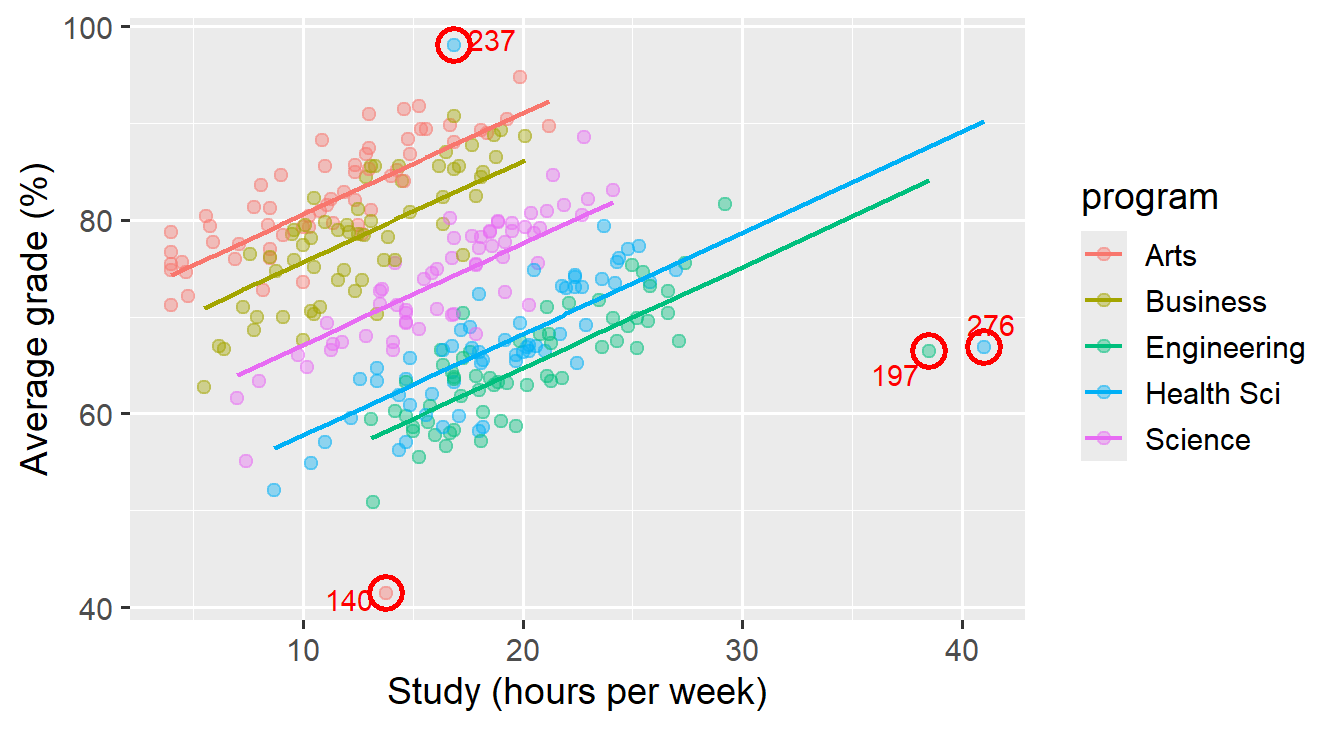 100
80
60
40
Average grade (%)
237
276
197
140
10 20 30 40
Study (hours per week)
program
Arts
Business
Engineering
Health Sci
Science